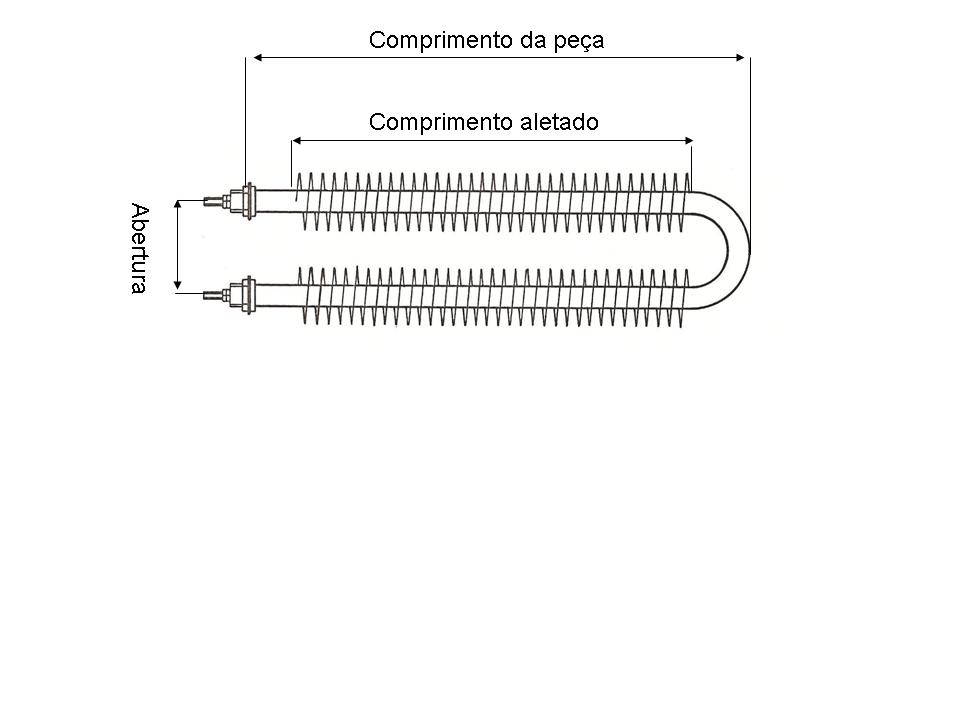 Comprimento da peça
Comprimento aletado
Abertura